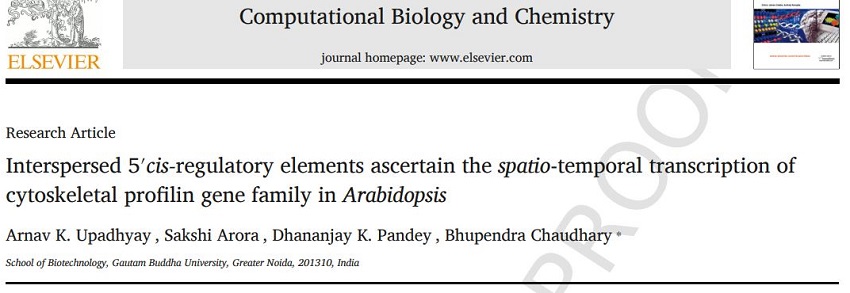 Computational Biology and Chemistry
ELSEVIER
journal homepage: www.elsevier.com
Research Article
Interspersed 5′cis-regulatory elements ascertain the spatio-temporal transcription of
cytoskeletal profilin gene family in Arabidopsis
Arnav K. Upadhyay , Sakshi Arora , Dhananjay K. Pandey , Bhupendra Chaudhary *
School of Biotechnology, Gautam Buddha University, Greater Noida, 201310, India
PROOF